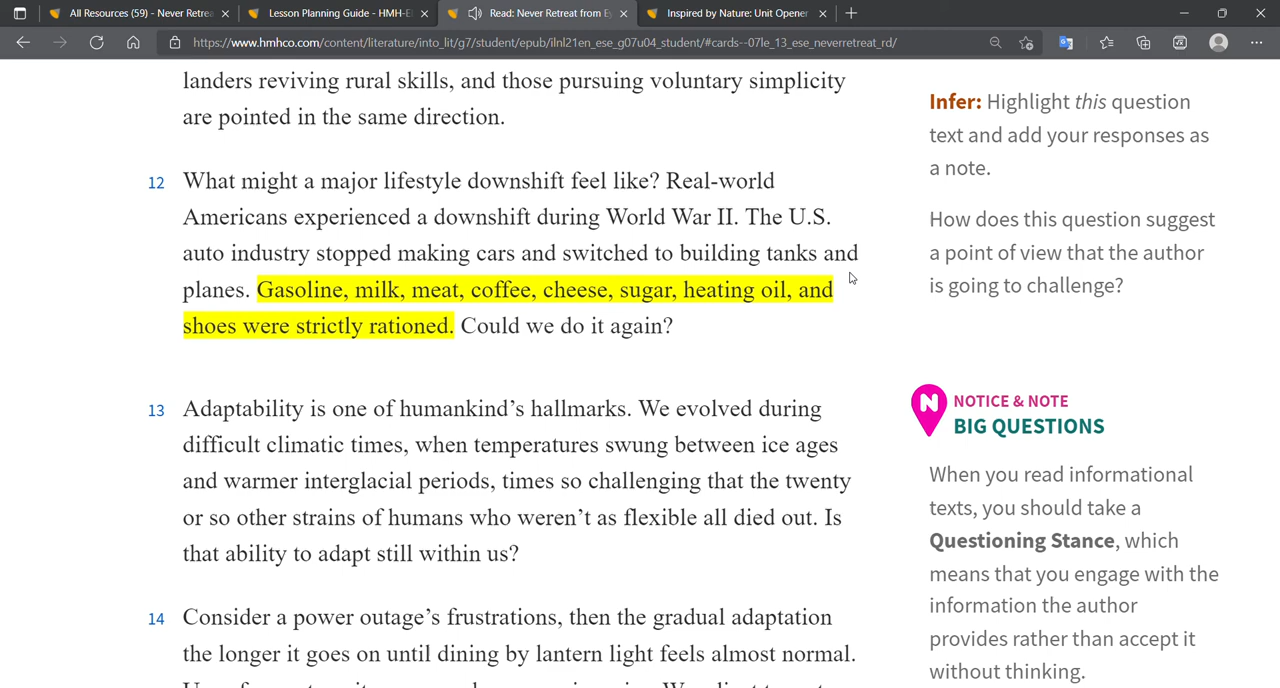 All Resources (59) - Never Retrea
Lesson Planning Guide - HMH-E
Read: Never Retreat from E
Inspired by Nature: Unit Opener
https://www.hmhco.com/content/literature/into_lit/g7/student/epub/ilnl21en_ese_g07u04_student/#cards--07le_13_ese_neverretreat_rd/
landers reviving rural skills, and those pursuing voluntary simplicity
are pointed in the same direction.
12 What might a major lifestyle downshift feel like? Real-world
Americans experienced a downshift during World War II. The U.S.
auto industry stopped making cars and switched to building tanks and
planes. Gasoline, milk, meat, coffee, cheese, sugar, heating oil, and
shoes were strictly rationed. Could we do it again?
13 Adaptability is one of humankind’s hallmarks. We evolved during
difficult climatic times, when temperatures swung between ice ages
and warmer interglacial periods, times so challenging that the twenty
or so other strains of humans who weren’t as flexible all died out. Is
that ability to adapt still within us?
14 Consider a power outage’s frustrations, then the gradual adaptation
the longer it goes on until dining by lantern light feels almost normal.
Infer: Highlight this question
text and add your responses as
a note.
How does this question suggest
a point of view that the author
is going to challenge?
N NOTICE & NOTE
BIG QUESTIONS
When you read informational
texts, you should take a
Questioning Stance, which
means that you engage with the
information the author
provides rather than accept it
without thinking.